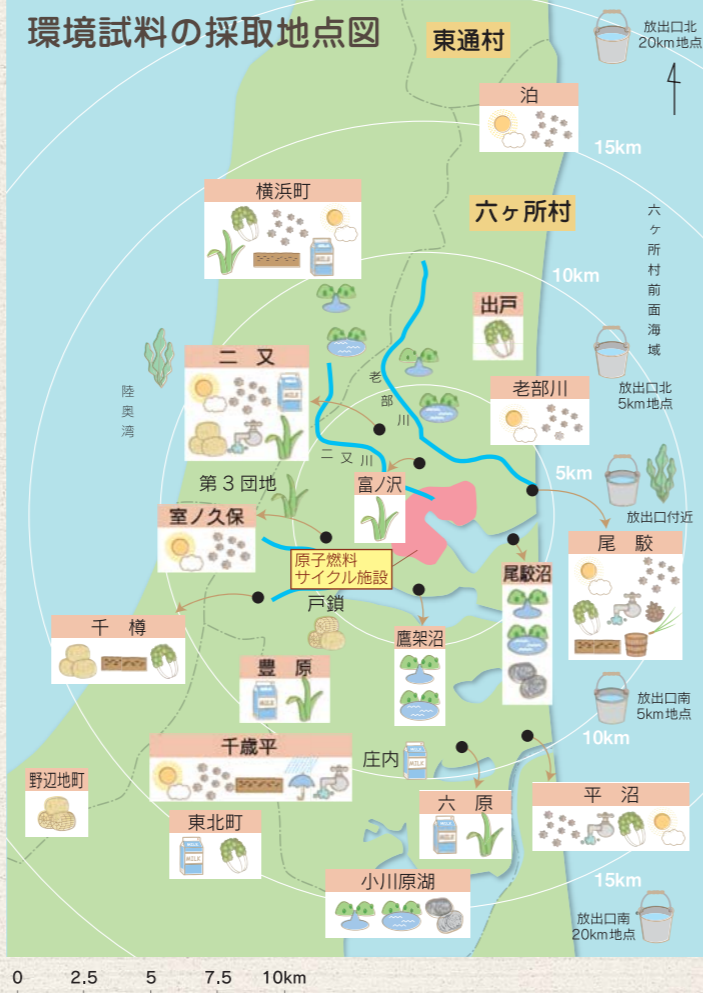 環境試料の採取地点図
東通村
放出口北
20km地点
泊
15km
横浜町
MILK
六ヶ所村
六ヶ所村前面海域
10km
出戸
放出口北
5km地点
二又
MILK
老部川
老部川
陸奥湾
二又川
5km
第3団地
富ノ沢
放出口付近
室ノ久保
尾駮
原子燃料
サイクル施設
尾駮沼
戸鎖
千樽
鷹架沼
豊原
MILK
放出口南
5km地点
10km
千歳平
庄内
MILK
野辺地町
六原
MILK
平沼
東北町
MILK
小川原湖
15km
放出口南
20km地点
0 2.5 5 7.5 10km